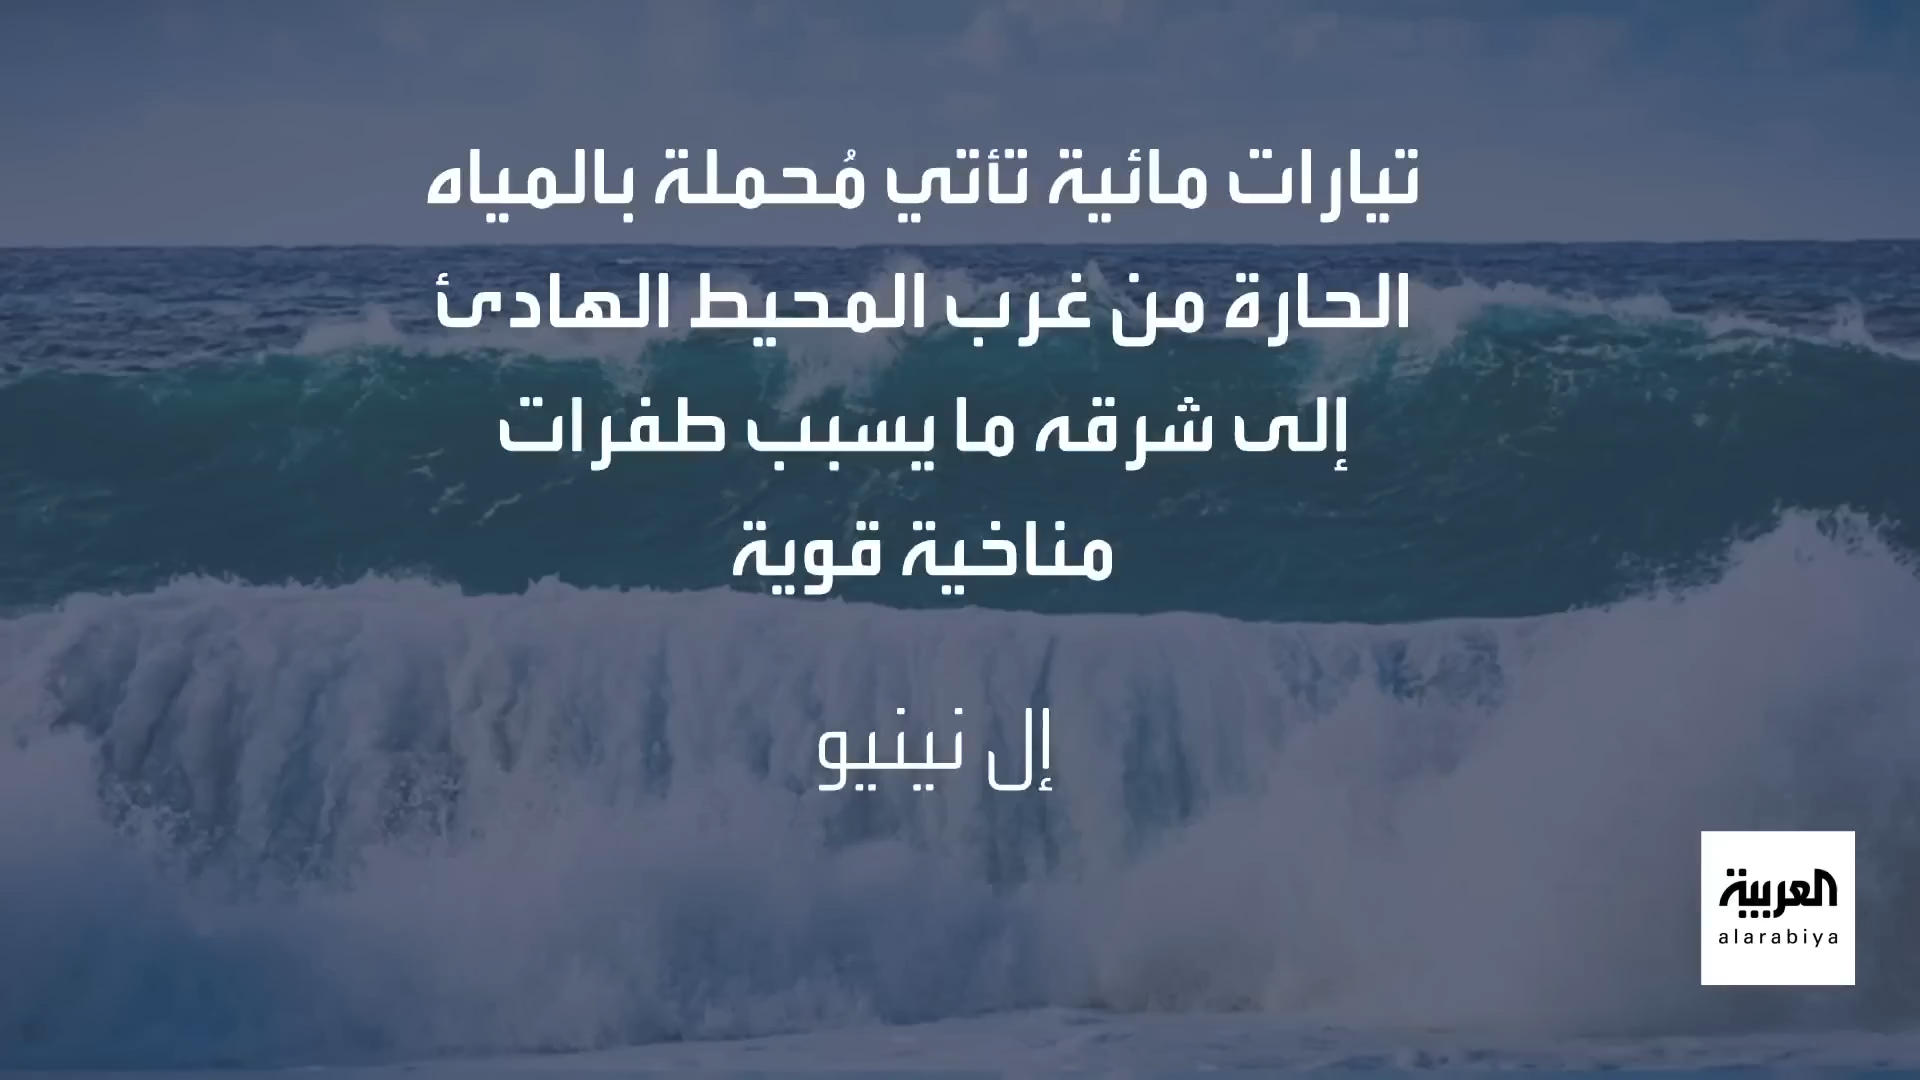 تيارات مائية تأتي مُحملة بالمياه
الحارة من غرب المحيط الهادئ
إلى شرقه ما يسبب طفرات
مناخية قوية
إل نينيو
العربية
alarabiya